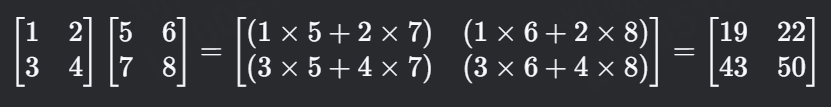 [1 2] [5 6] = [(1 × 5 + 2 × 7) (1 × 6 + 2 × 8)] = [19 22]
[3 4] [7 8] [(3 × 5 + 4 × 7) (3 × 6 + 4 × 8)] [43 50]